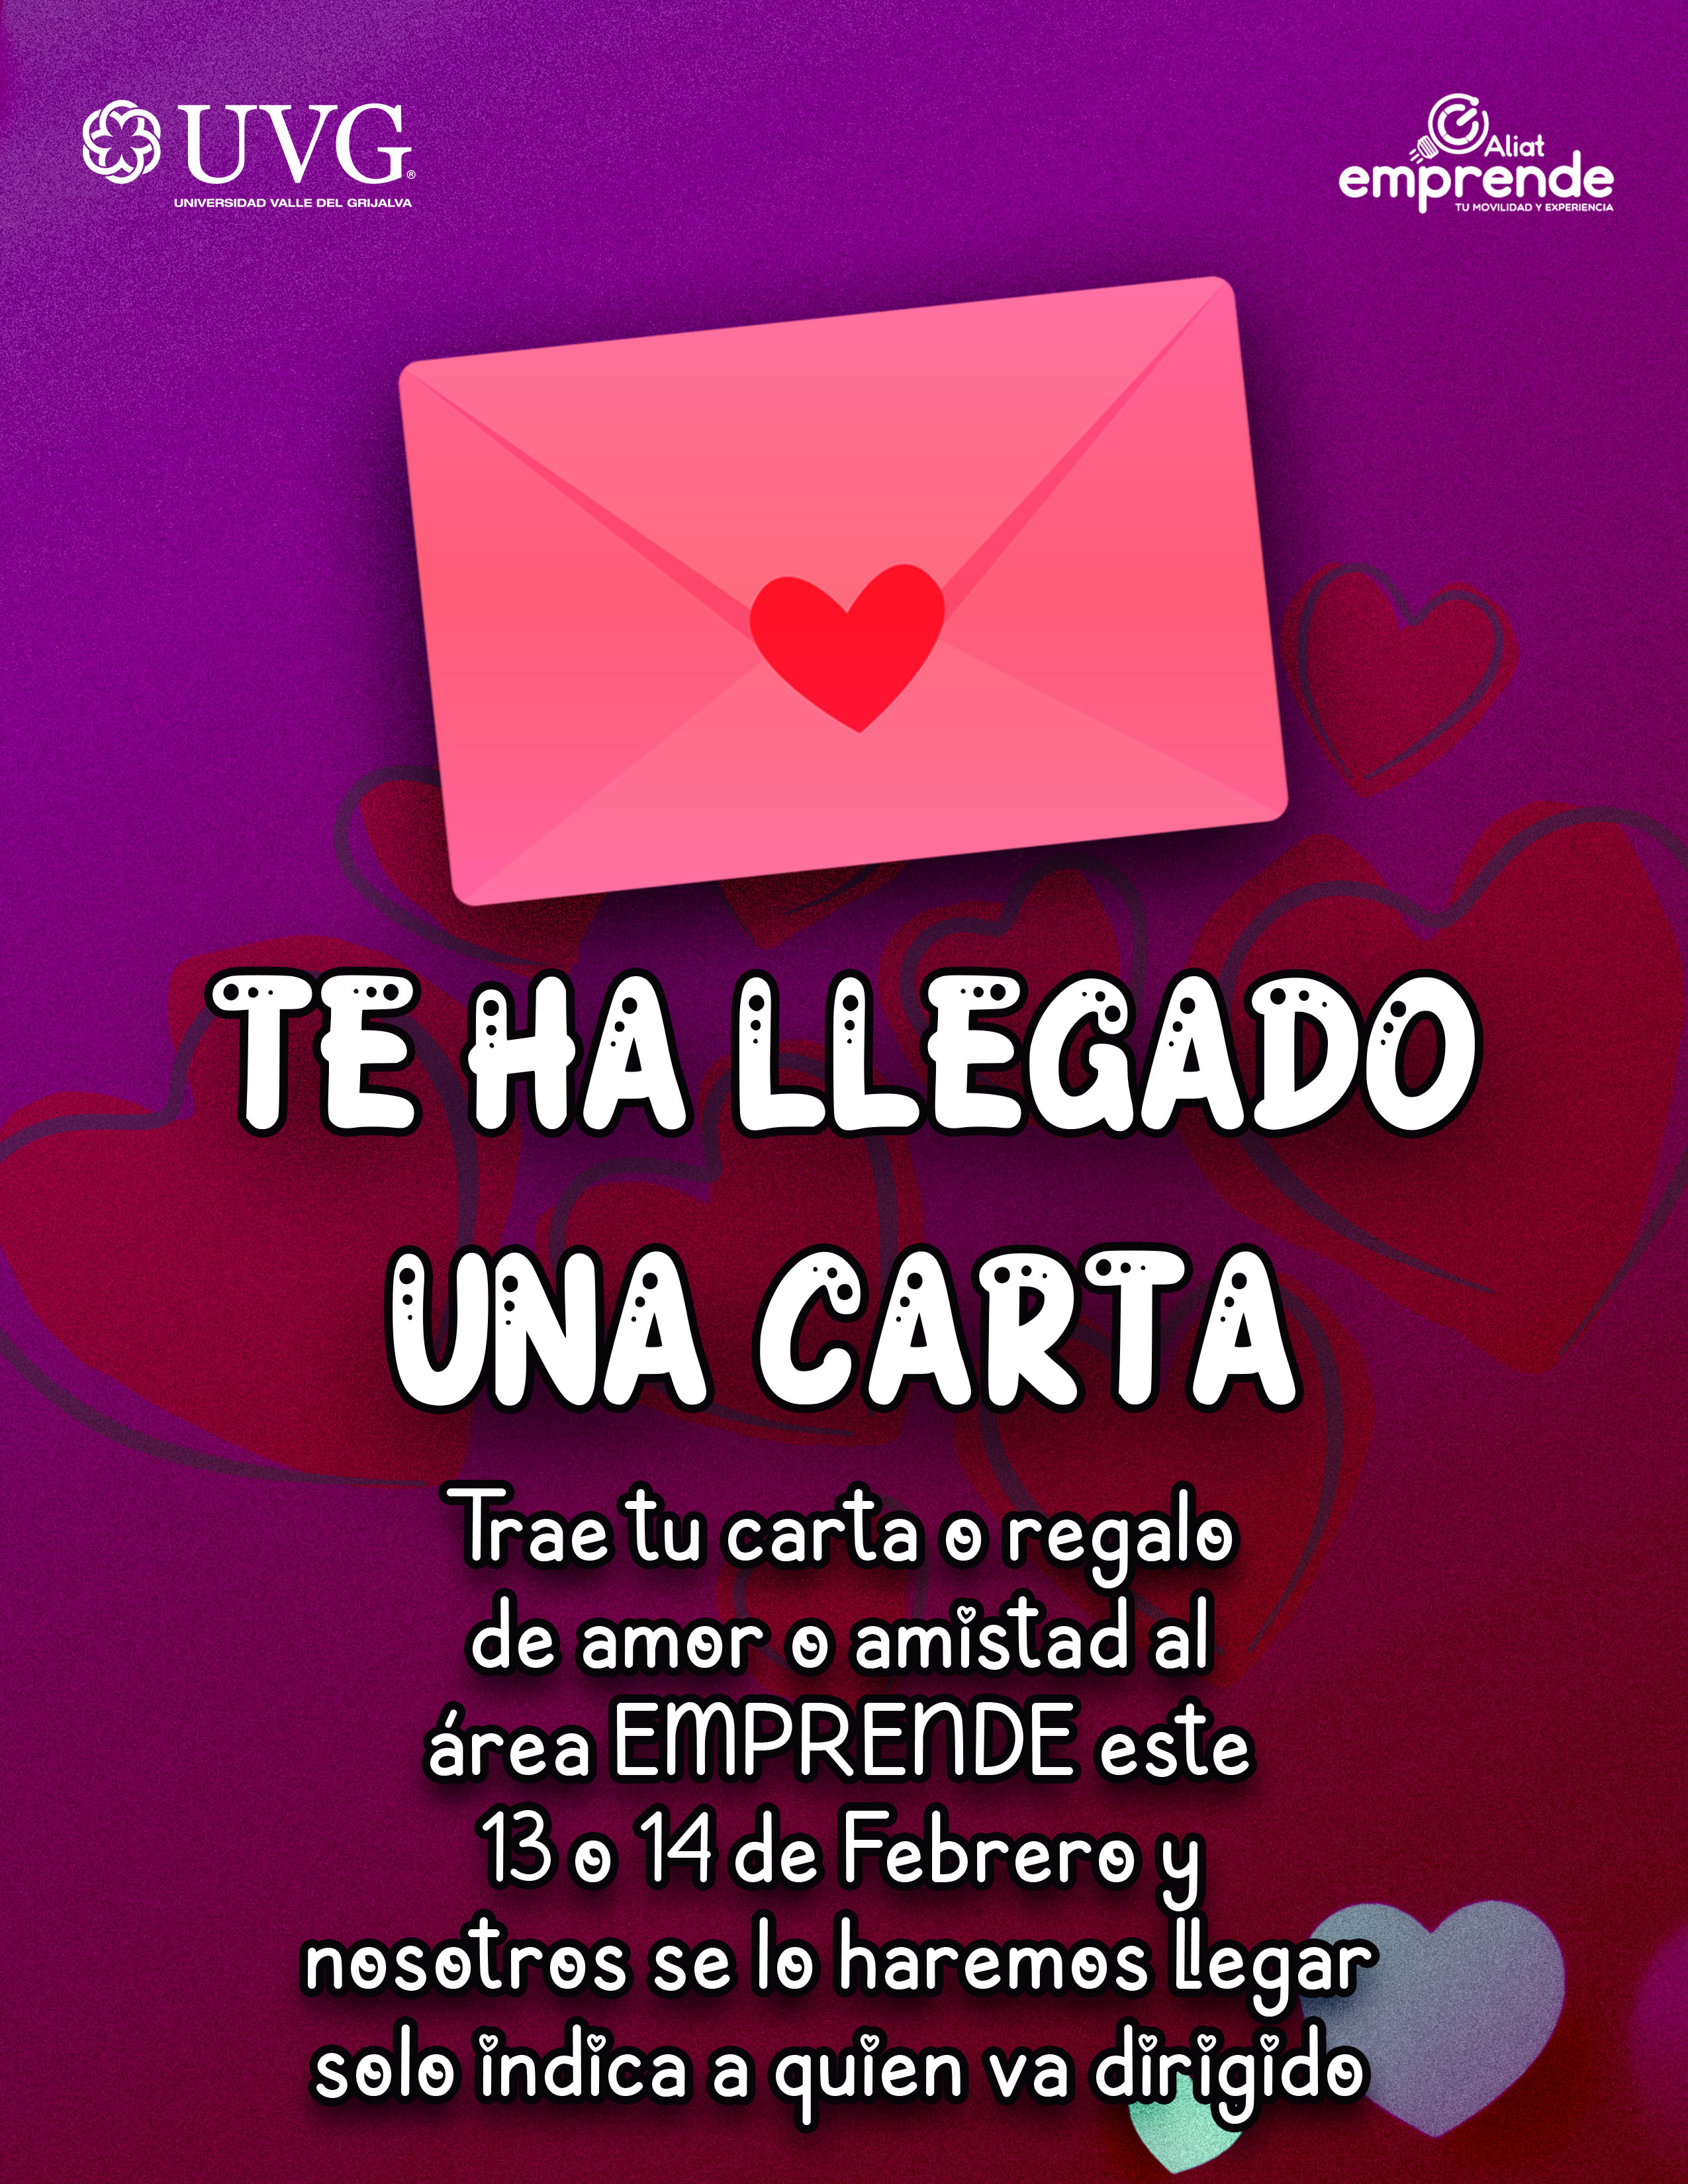 UVG®
UNIVERSIDAD VALLE DEL GRIJALVA
Aliat
emprende
TU MOVILIDAD Y EXPERIENCIA
TE HA LLEGADO
UNA CARTA
Trae tu carta o regalo
de amor o amistad al
área EMPRENDE este
13 o 14 de Febrero y
nosotros se lo haremos llegar
solo indica a quien va dirigido